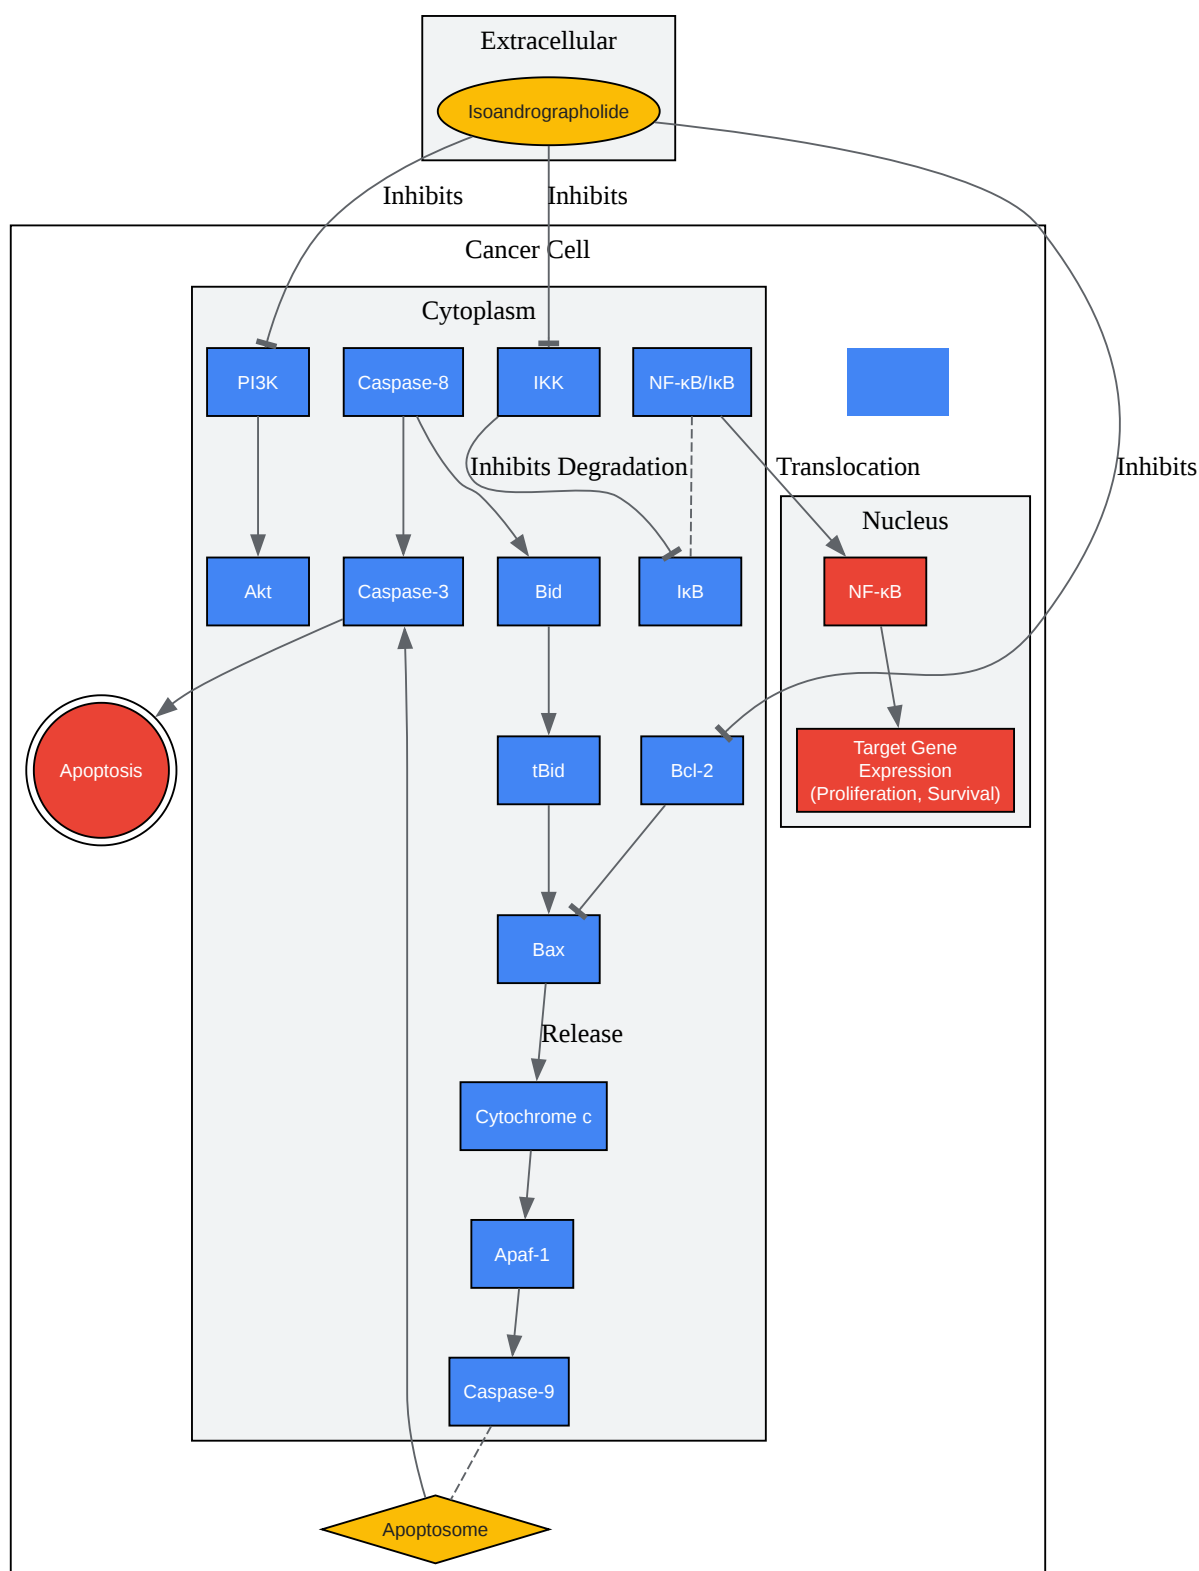 Extracellular
Isoandrographolide
Inhibits
Inhibits
Cancer Cell
Cytoplasm
PI3K
Caspase-8
IKK
NF-κB/IκB
Inhibits Degradation
Translocation
Inhibits
Nucleus
Akt
Caspase-3
Bid
IκB
NF-κB
Apoptosis
tBid
Bcl-2
Target Gene
Expression
(Proliferation, Survival)
Bax
Release
Cytochrome c
Apaf-1
Caspase-9
Apoptosome